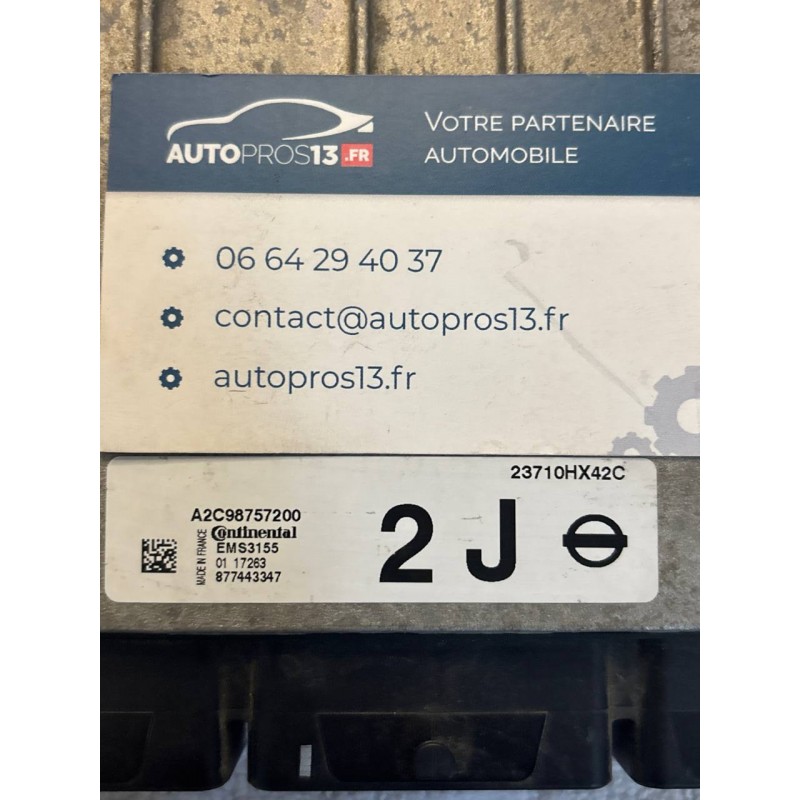 AUTOPROS13.FR
VOTRE PARTENAIRE
AUTOMOBILE
06 64 29 40 37
contact@autopros13.fr
autopros13.fr
23710HX42C
A2C98757200
Continental
EMS3155
01 17263
877443347
MADE IN FRANCE
2 J